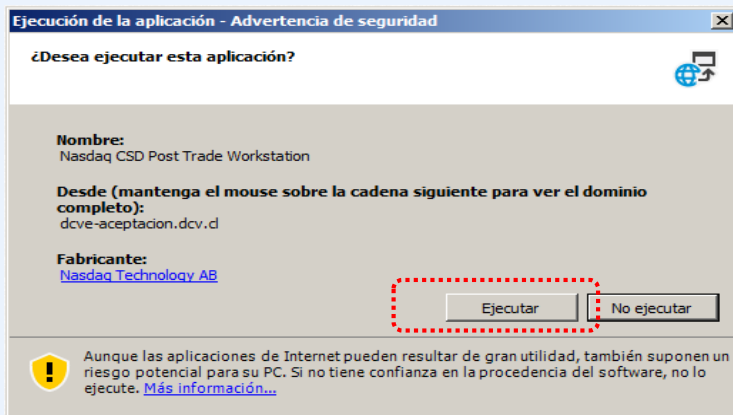 Ejecución de la aplicación - Advertencia de seguridad
¿Desea ejecutar esta aplicación?
Nombre:
Nasdaq CSD Post Trade Workstation
Desde (mantenga el mouse sobre la cadena siguiente para ver el dominio
completo):
dcve-aceptacion.dcv.cl
Fabricante:
Nasdaq Technology AB
Ejecutar No ejecutar
Aunque las aplicaciones de Internet pueden resultar de gran utilidad, también suponen un
riesgo potencial para su PC. Si no tiene confianza en la procedencia del software, no lo
ejecute. Más información...